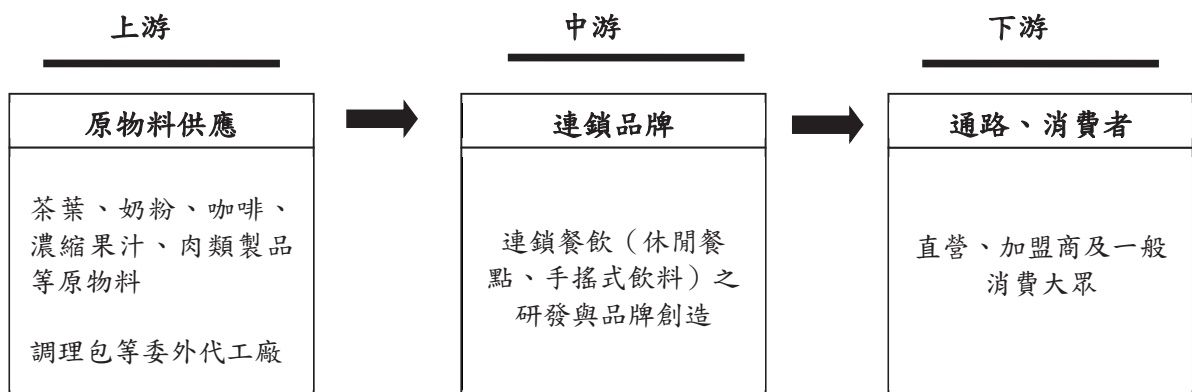 上游
原物料供應
茶葉、奶粉、咖啡、
濃縮果汁、肉類製品
等原物料
調理包等委外代工廠
中游
連鎖品牌
連鎖餐飲（休閒餐
點、手搖式飲料）之
研發與品牌創造
下游
通路、消費者
直營、加盟商及一般
消費大眾